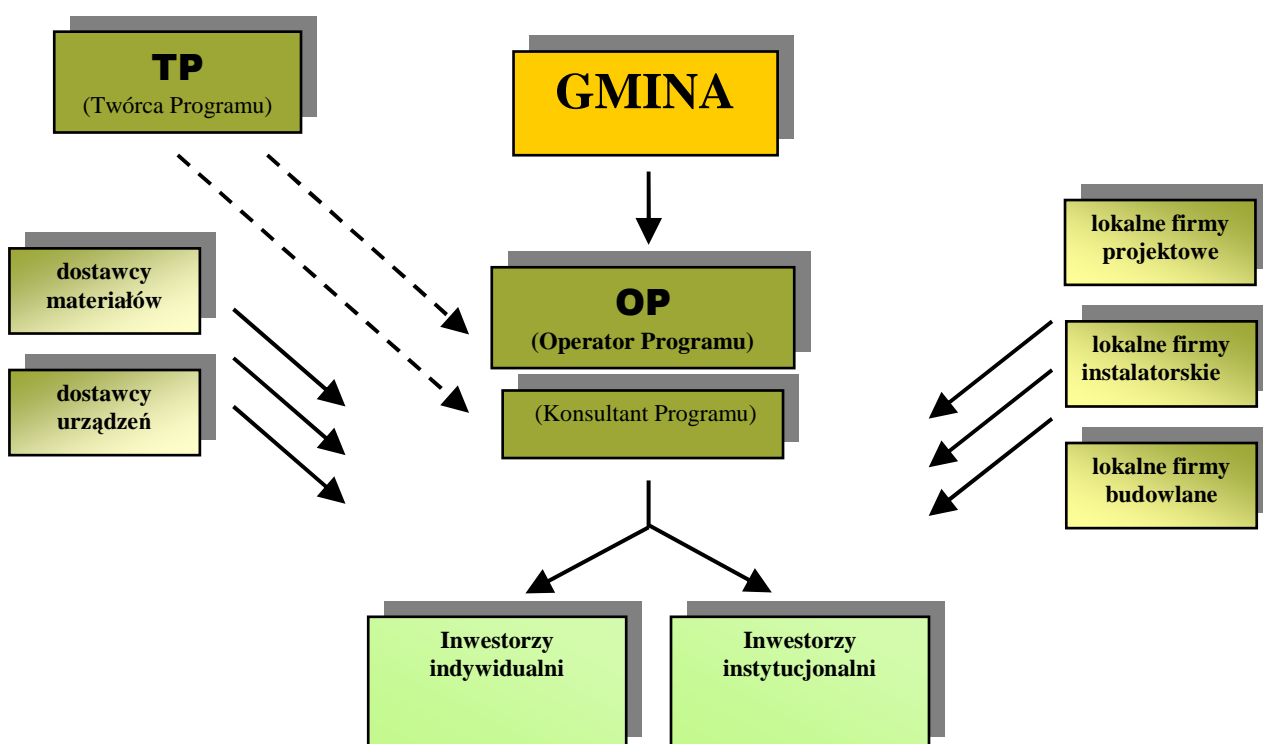 TP
(Twórca Programu)
GMINA
lokalne firmy
projektowe
dostawcy
materiałów
OP
(Operator Programu)
lokalne firmy
instalatorskie
dostawcy
urządzeń
(Konsultant Programu)
lokalne firmy
budowlane
Inwestorzy
indywidualni
Inwestorzy
instytucjonalni